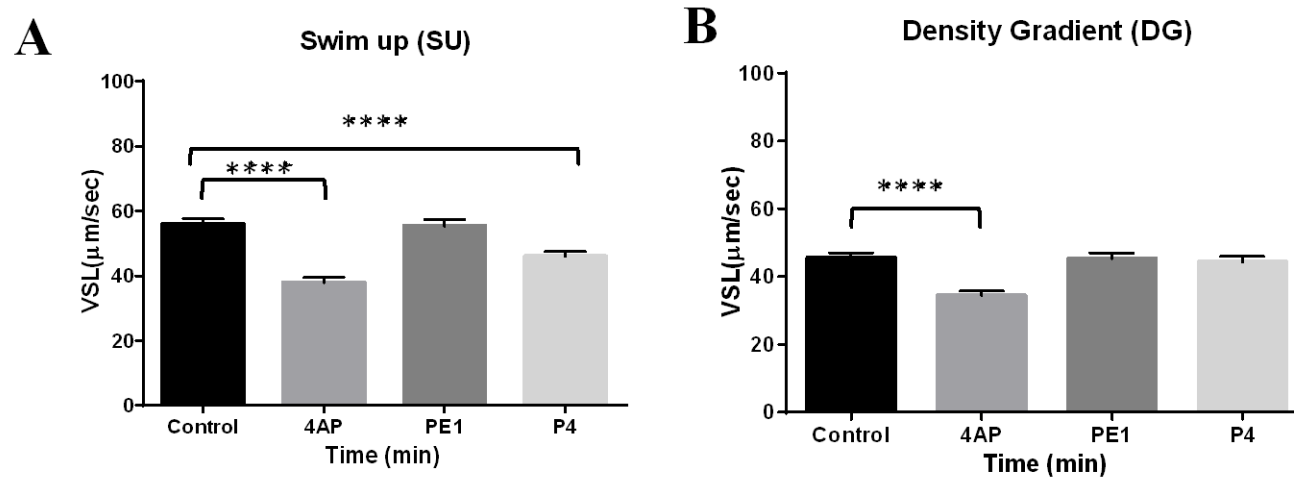 A
Swim up (SU)
VSL(μm/sec)
100
80
60
40
20
0
****
****
Control 4AP PE1 P4
Time (min)
B
Density Gradient (DG)
VSL(μm/sec)
100
80
60
40
20
0
****
Control 4AP PE1 P4
Time (min)